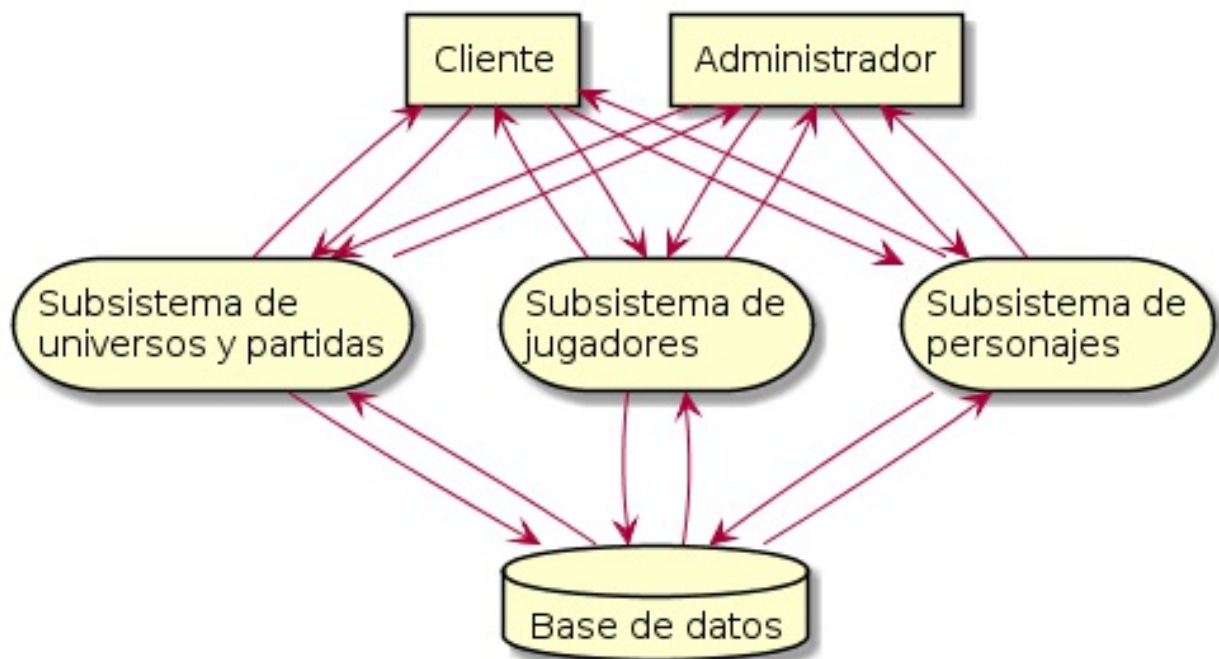 Cliente
Administrador
Subsistema de
universos y partidas
Subsistema de
jugadores
Subsistema de
personajes
Base de datos